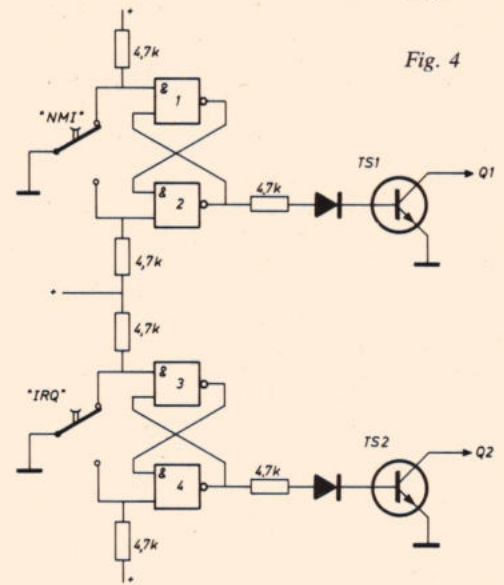 +
4,7k
Fig. 4
&
1
"NMI"
TS1
Q1
&
2
4,7k
4,7k
+
4,7k
&
3
"IRQ"
TS2
Q2
&
4
4,7k
4,7k
+